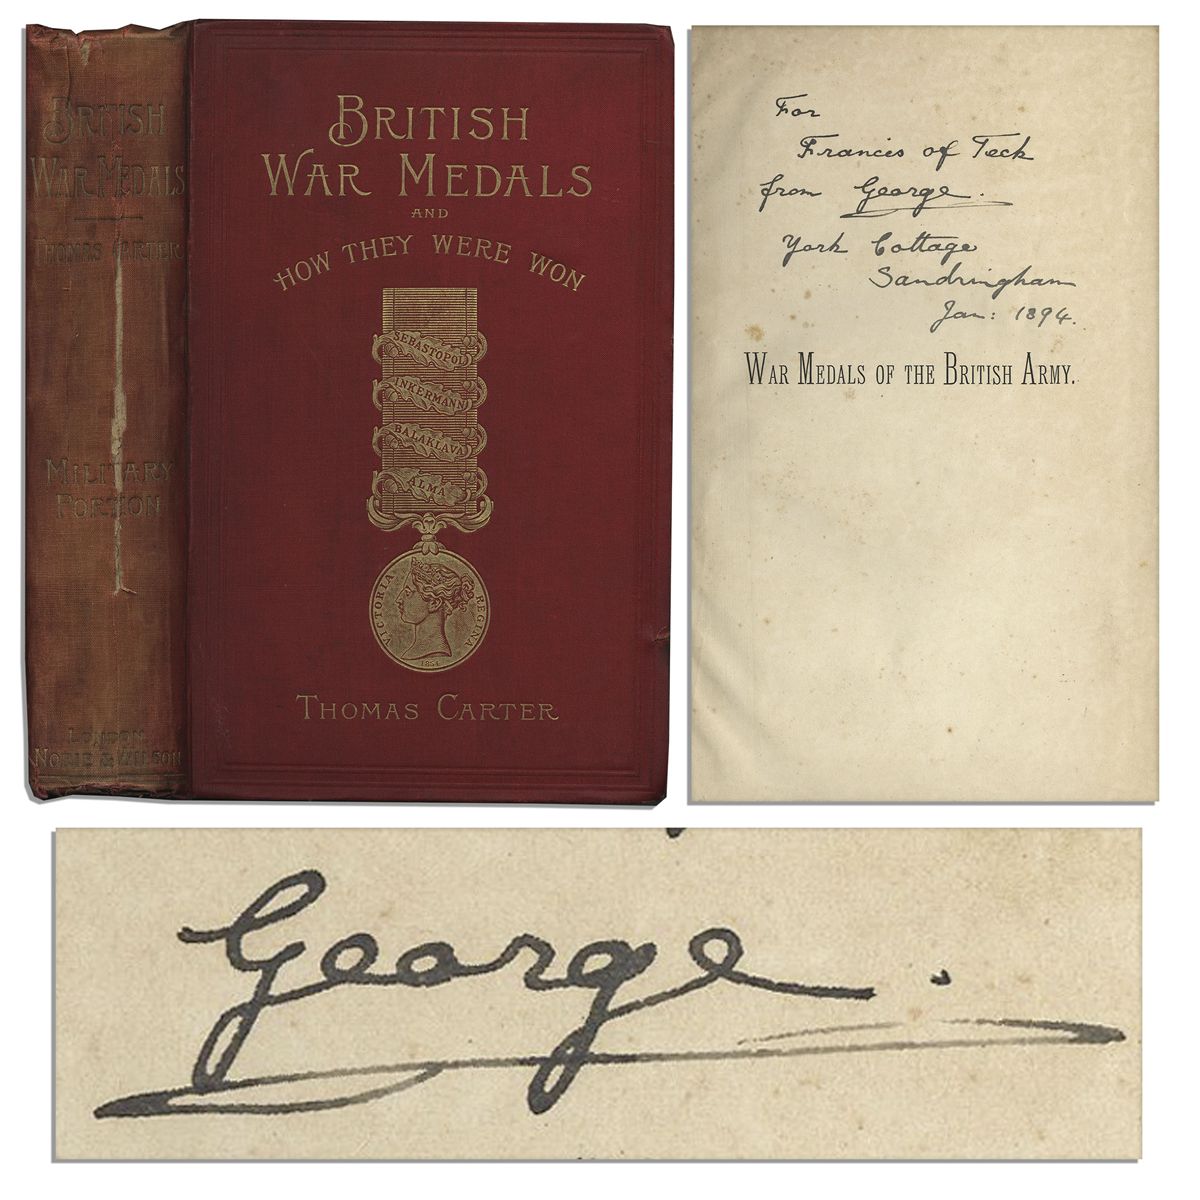 BRITISH
WAR MEDALS
THOMAS CARTER
MILITARY
PORTION
LONDON
NORIE & WILSON
BRITISH
WAR MEDALS
AND
HOW THEY WERE WON
SEBASTOPOL
INKERMANN
BALAKLAVA
ALMA
VICTORIA REGINA
1854
THOMAS CARTER
For
Francis of Teck
from George.
York Cottage
Sandringham
Jan: 1894.
WAR MEDALS OF THE BRITISH ARMY.
George.